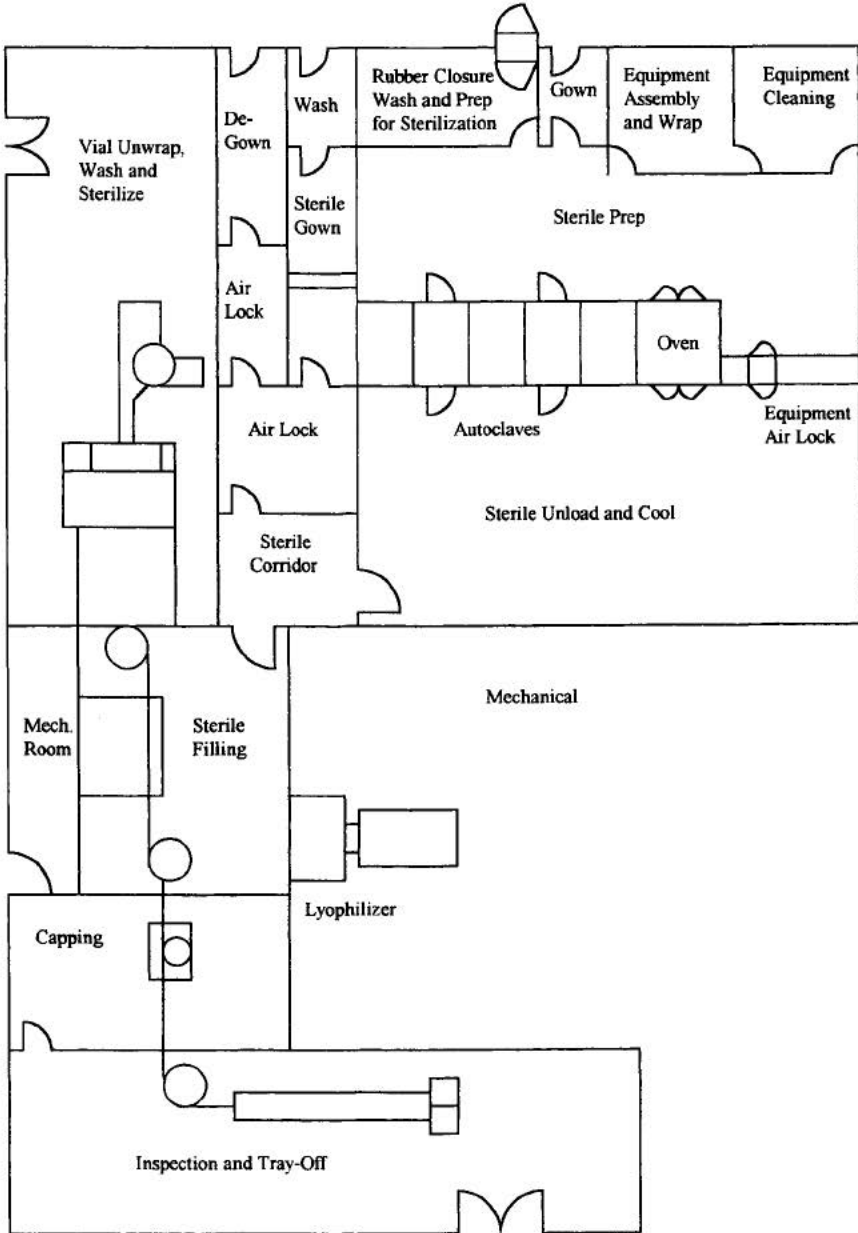 Rubber Closure
Wash and Prep
for Sterilization
Gown
Equipment
Assembly
and Wrap
Equipment
Cleaning
Wash
De-
Gown
Vial Unwrap,
Wash and
Sterilize
Sterile
Gown
Sterile Prep
Air
Lock
Oven
Equipment
Air Lock
Air Lock
Autoclaves
Sterile Unload and Cool
Sterile
Corridor
Mechanical
Mech.
Room
Sterile
Filling
Lyophilizer
Capping
Inspection and Tray-Off